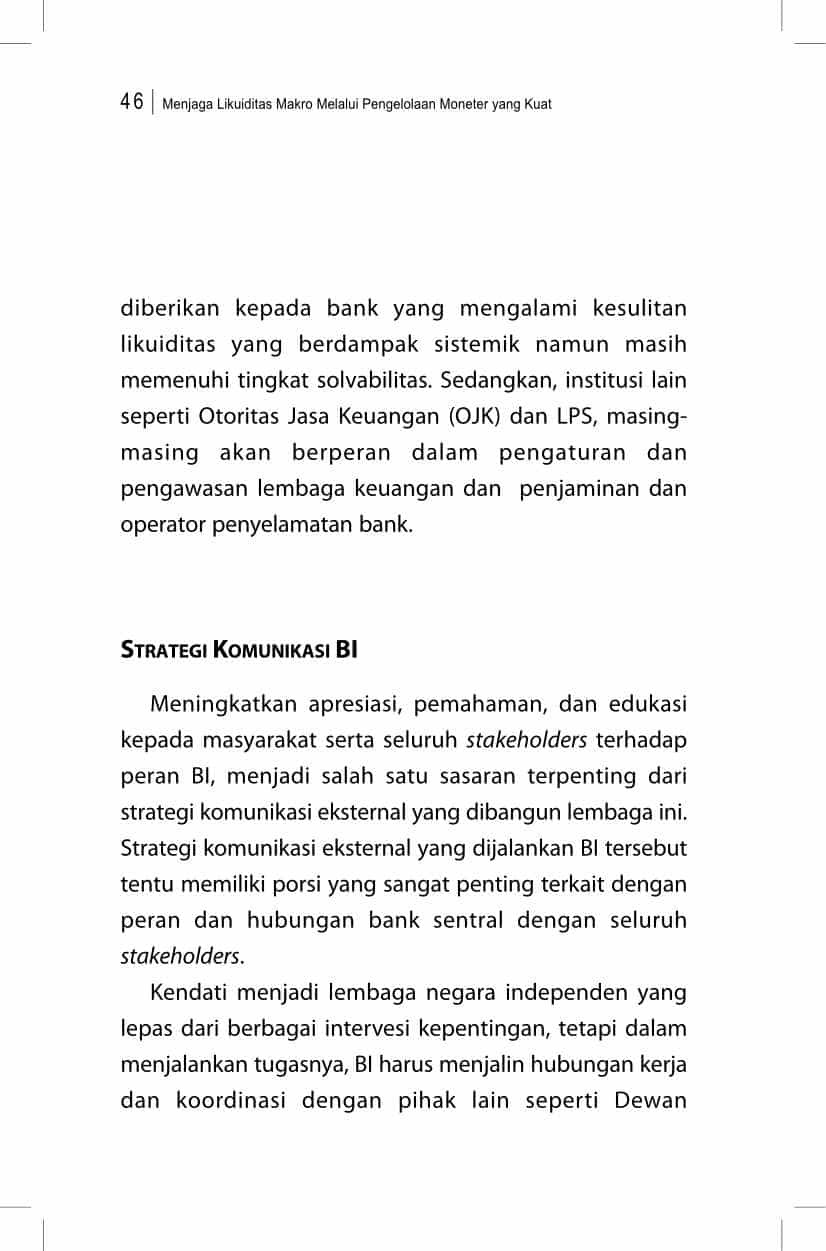 46 Menjaga Likuiditas Makro Melalui Pengelolaan Moneter yang Kuat
diberikan kepada bank yang mengalami kesulitan
likuiditas yang berdampak sistemik namun masih
memenuhi tingkat solvabilitas. Sedangkan, institusi lain
seperti Otoritas Jasa Keuangan (OJK) dan LPS, masing-
masing akan berperan dalam pengaturan dan
pengawasan lembaga keuangan dan penjaminan dan
operator penyelamatan bank.
STRATEGI KOMUNIKASI BI
Meningkatkan apresiasi, pemahaman, dan edukasi
kepada masyarakat serta seluruh stakeholders terhadap
peran BI, menjadi salah satu sasaran terpenting dari
strategi komunikasi eksternal yang dibangun lembaga ini.
Strategi komunikasi eksternal yang dijalankan BI tersebut
tentu memiliki porsi yang sangat penting terkait dengan
peran dan hubungan bank sentral dengan seluruh
stakeholders.
Kendati menjadi lembaga negara independen yang
lepas dari berbagai intervesi kepentingan, tetapi dalam
menjalankan tugasnya, BI harus menjalin hubungan kerja
dan koordinasi dengan pihak lain seperti Dewan